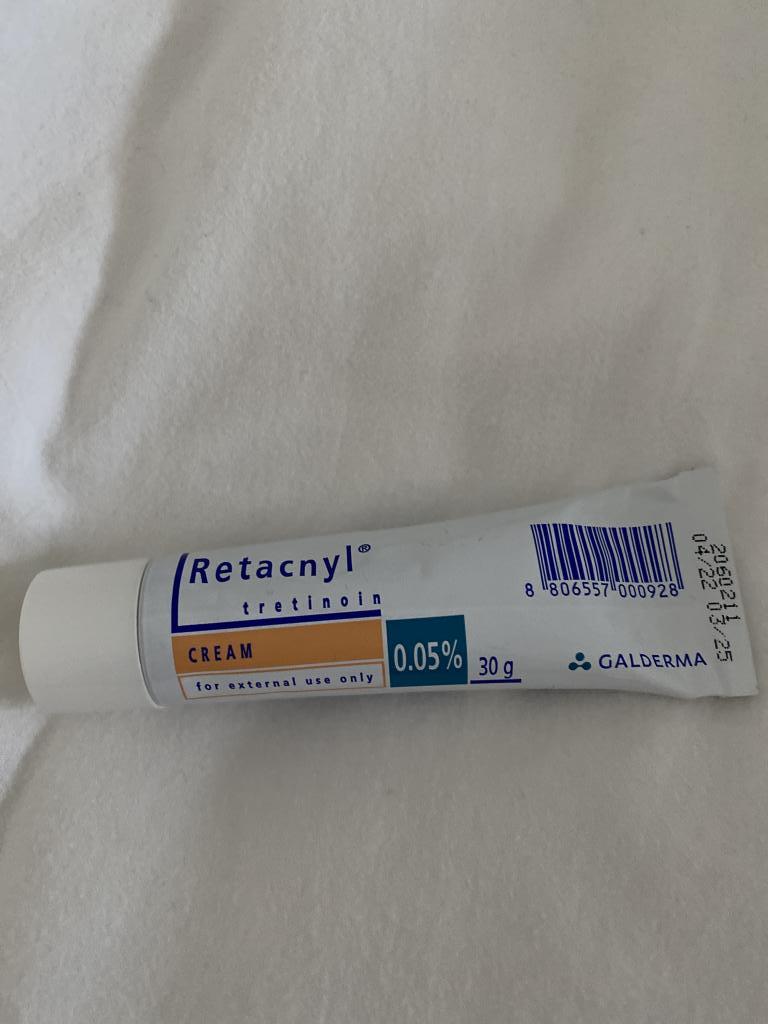 Retacnyl®
tretinoin
CREAM
for external use only
0.05%
30 g
8 806557 000928
GALDERMA
2060211
04/22 03/25